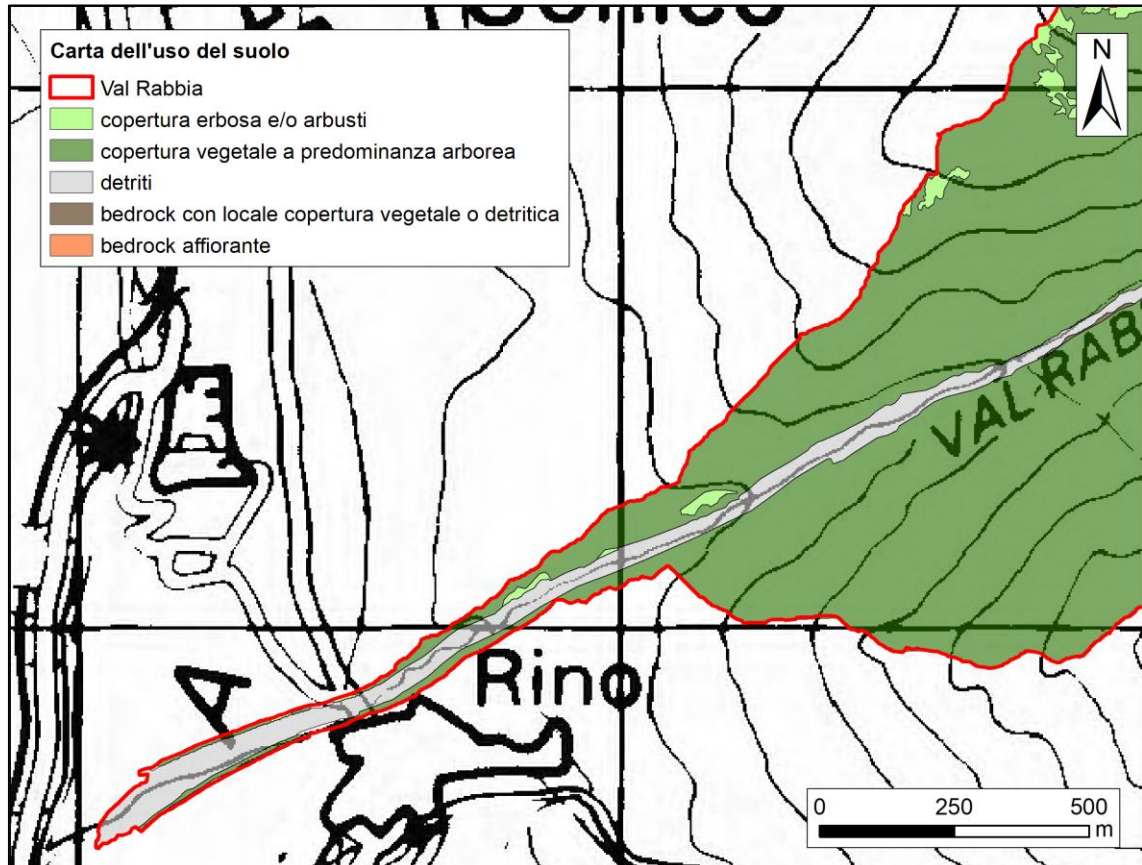 Sonico
Carta dell'uso del suolo
Val Rabbia
copertura erbosa e/o arbusti
copertura vegetale a predominanza arborea
detriti
bedrock con locale copertura vegetale o detritica
bedrock affiorante
N
VAL RAB
A
Rino
0 250 500
m